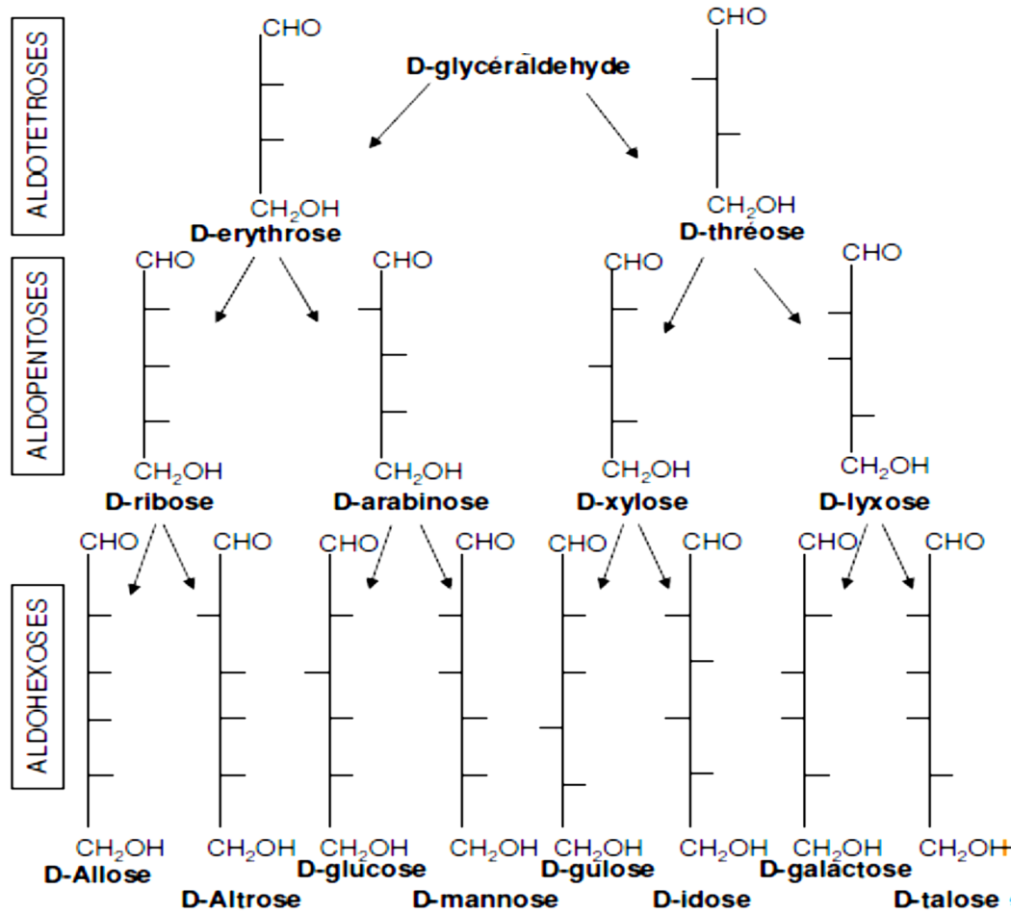 ALDOTETROSES
CHO
D-glycéraldehyde
CHO
CH₂OH
D-erythrose
CH₂OH
D-thréose
ALDOPENTOSES
CHO
CHO
CHO
CHO
CH₂OH
CH₂OH
CH₂OH
CH₂OH
D-ribose
D-arabinose
D-xylose
D-lyxose
ALDOHEXOSES
CHO
CHO
CHO
CHO
CHO
CHO
CHO
CHO
CH₂OH
CH₂OH
CH₂OH
CH₂OH
CH₂OH
CH₂OH
CH₂OH
CH₂OH
D-Allose
D-Altrose
D-glucose
D-mannose
D-gulose
D-idose
D-galactose
D-talose